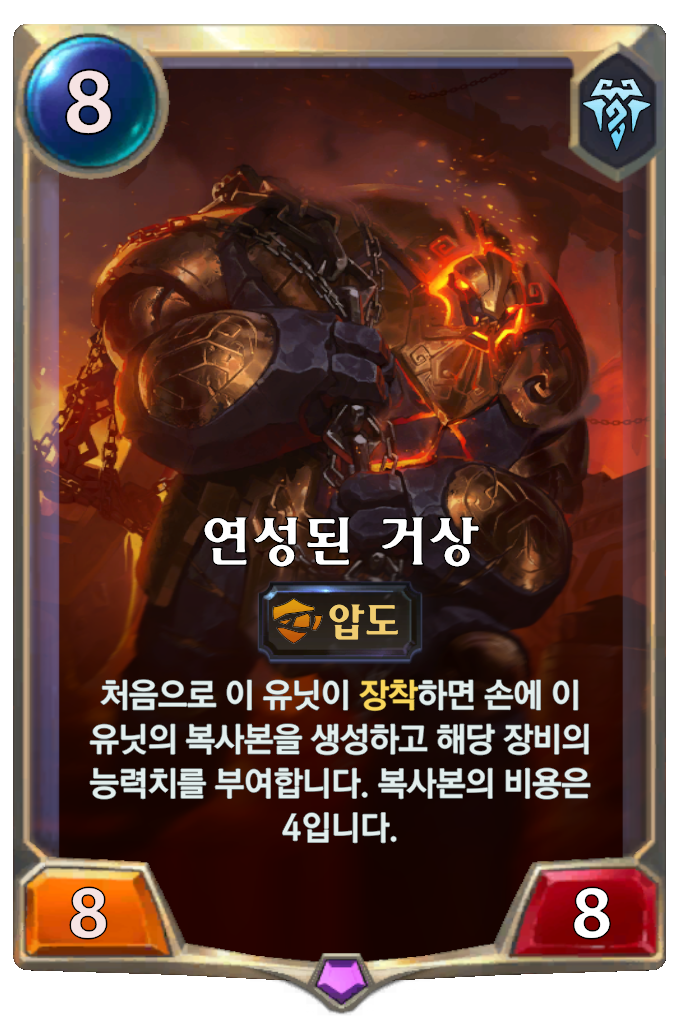 8
연성된 거상
압도
처음으로 이 유닛이 장착하면 손에 이
유닛의 복사본을 생성하고 해당 장비의
능력치를 부여합니다. 복사본의 비용은
4입니다.
8
8